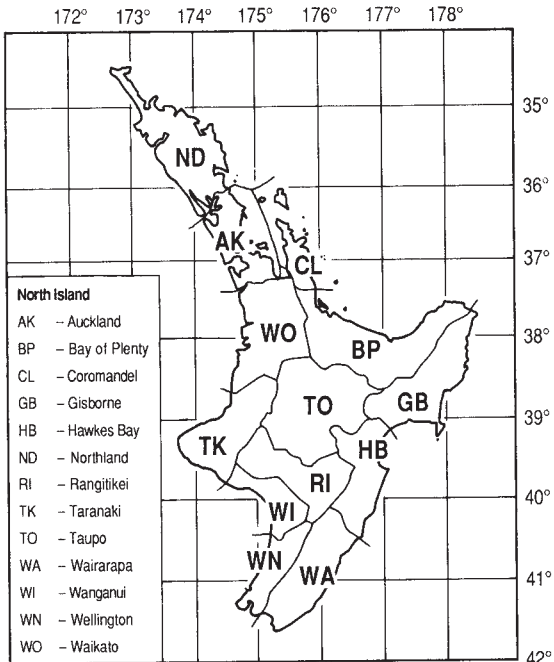 172° 174° 175° 176° 177° 178°
35°
ND
36°
AK
37°
CL
North island
AK – Auckland
BP – Bay of Plenty
CL – Coromandel
GB – Gisborne
HB – Hawkes Bay
ND – Northland
RI – Rangitikei
TK – Taranaki
TO – Taupo
WA – Wairarapa
WI – Wanganui
WN – Wellington
WO – Waikato
WO
38°
BP
TO
GB
39°
TK
HB
RI
40°
WI
WN
WA
41°
42°